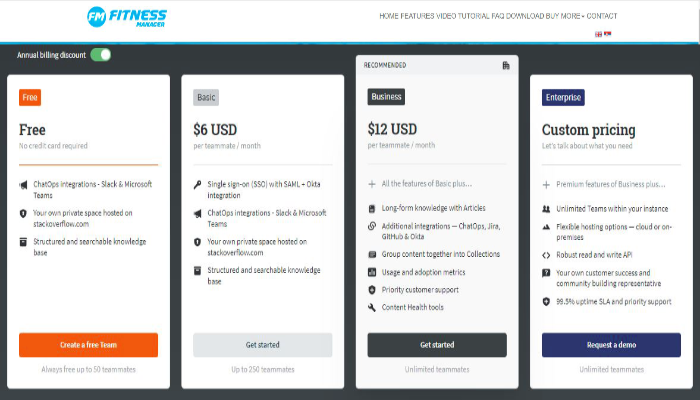 FM FITNESS
MANAGER
HOME FEATURES VIDEO TUTORIAL FAQ DOWNLOAD BUY MORE CONTACT
Annual billing discount
Free
Free
No credit card required
ChatOps integrations - Slack & Microsoft
Teams
Your own private space hosted on
stackoverflow.com
Structured and searchable knowledge
base
Create a free Team
Always free up to 50 teammates
Basic
$6 USD
per teammate / month
Single sign-on (SSO) with SAML + Okta
integration
ChatOps integrations - Slack & Microsoft
Teams
Your own private space hosted on
stackoverflow.com
Structured and searchable knowledge
base
Get started
Up to 250 teammates
RECOMMENDED
Business
$12 USD
per teammate / month
All the features of Basic plus...
Long-form knowledge with Articles
Additional integrations — ChatOps, Jira,
GitHub & Okta
Group content together into Collections
Usage and adoption metrics
Priority customer support
Content Health tools
Get started
Unlimited teammates
Enterprise
Custom pricing
Let's talk about what you need
Premium features of Business plus...
Unlimited Teams within your instance
Flexible hosting options — cloud or on-
premises
Robust read and write API
Your own customer success and
community building representative
99.5% uptime SLA and priority support
Request a demo
Unlimited teammates